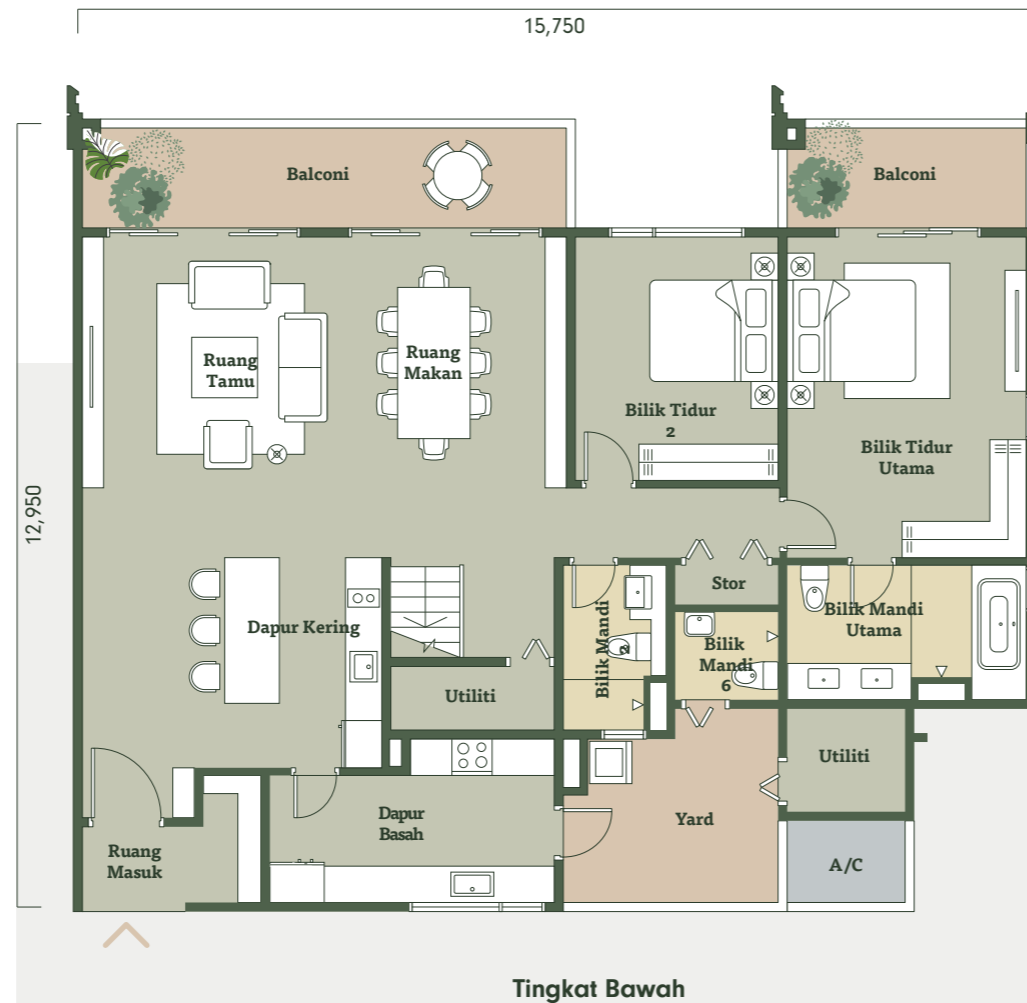 15,750
Balconi
Balconi
12,950
Ruang
Tamu
Ruang
Makan
Bilik Tidur
2
Bilik Tidur
Utama
Stor
Dapur Kering
Bilik Mandi
2
Bilik
Mandi
6
Bilik Mandi
Utama
Utiliti
Utiliti
Dapur
Basah
Yard
Ruang
Masuk
A/C
Tingkat Bawah